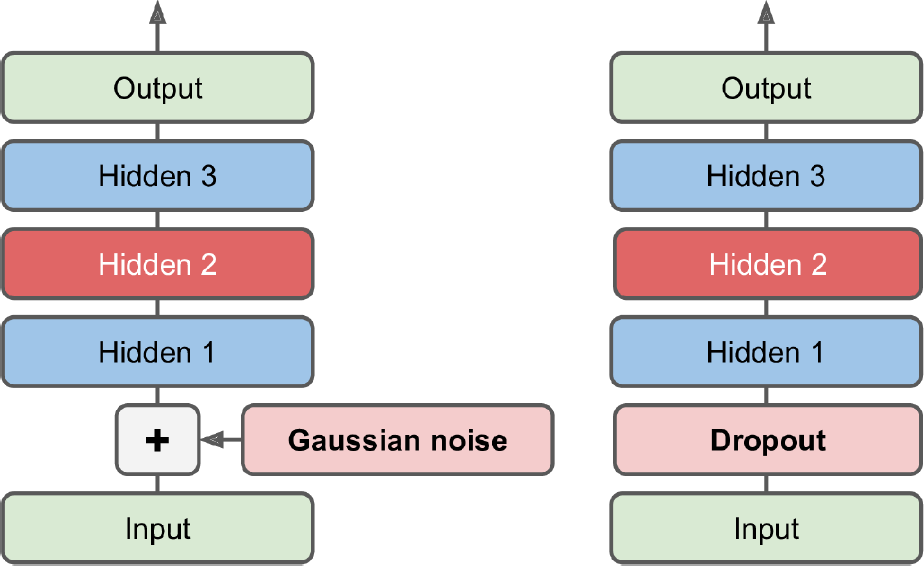 Output
Hidden 3
Hidden 2
Hidden 1
+
Gaussian noise
Input
Output
Hidden 3
Hidden 2
Hidden 1
Dropout
Input